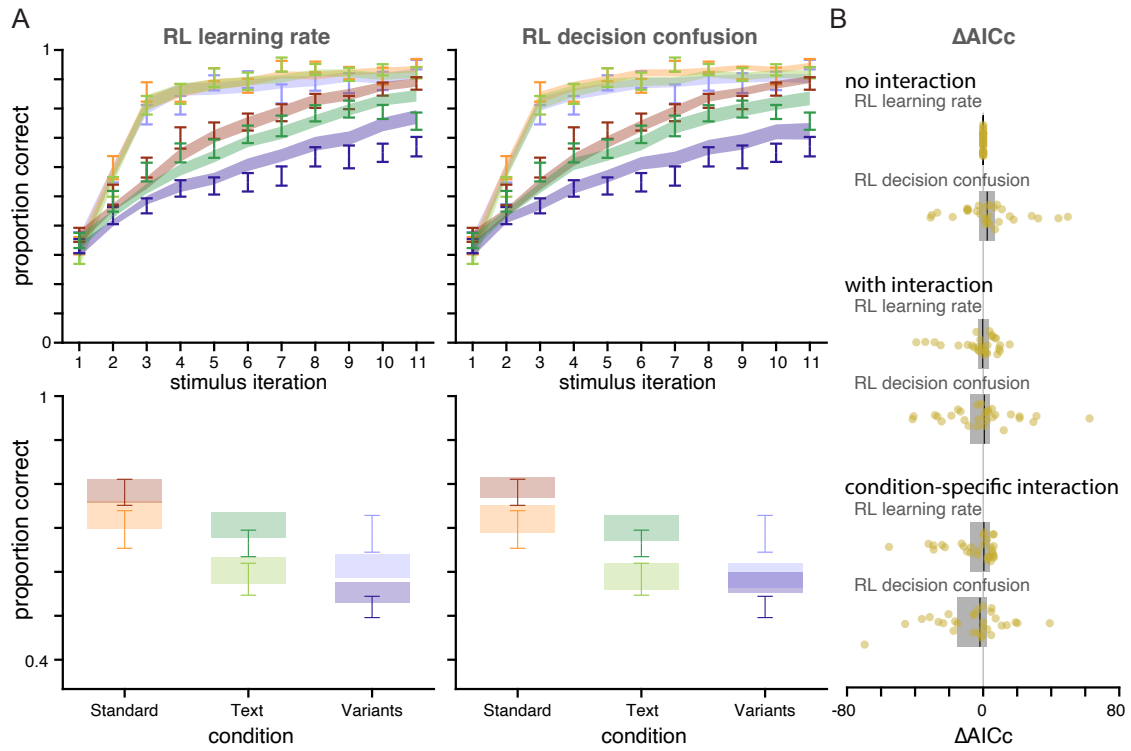 A
B
RL learning rate
RL decision confusion
ΔAICc
1
proportion correct
0
1 2 3 4 5 6 7 8 9 10 11
1 2 3 4 5 6 7 8 9 10 11
stimulus iteration
stimulus iteration
no interaction
RL learning rate
RL decision confusion
with interaction
RL learning rate
RL decision confusion
condition-specific interaction
RL learning rate
RL decision confusion
-80 0 80
ΔAICc
1
proportion correct
0.4
Standard Text Variants
Standard Text Variants
condition
condition